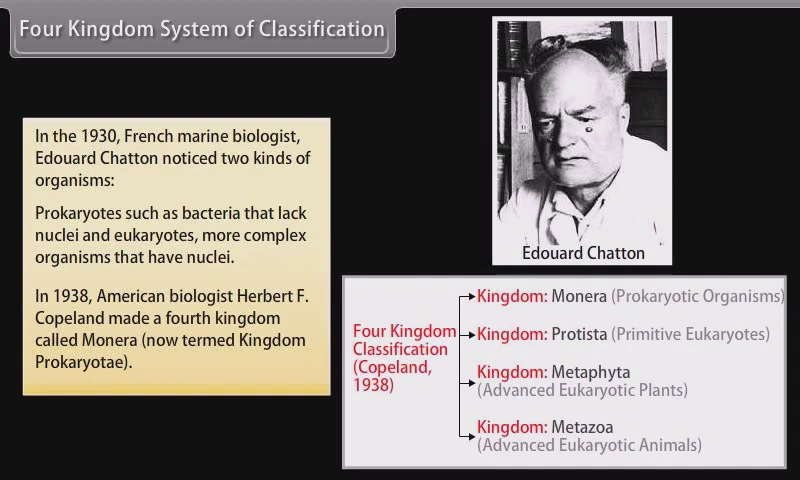 Four Kingdom System of Classification
In the 1930, French marine biologist,
Edouard Chatton noticed two kinds of
organisms:
Prokaryotes such as bacteria that lack
nuclei and eukaryotes, more complex
organisms that have nuclei.
In 1938, American biologist Herbert F.
Copeland made a fourth kingdom
called Monera (now termed Kingdom
Prokaryotae).
Edouard Chatton
Four Kingdom
Classification
(Copeland,
1938)
Kingdom: Monera (Prokaryotic Organisms)
Kingdom: Protista (Primitive Eukaryotes)
Kingdom: Metaphyta
(Advanced Eukaryotic Plants)
Kingdom: Metazoa
(Advanced Eukaryotic Animals)